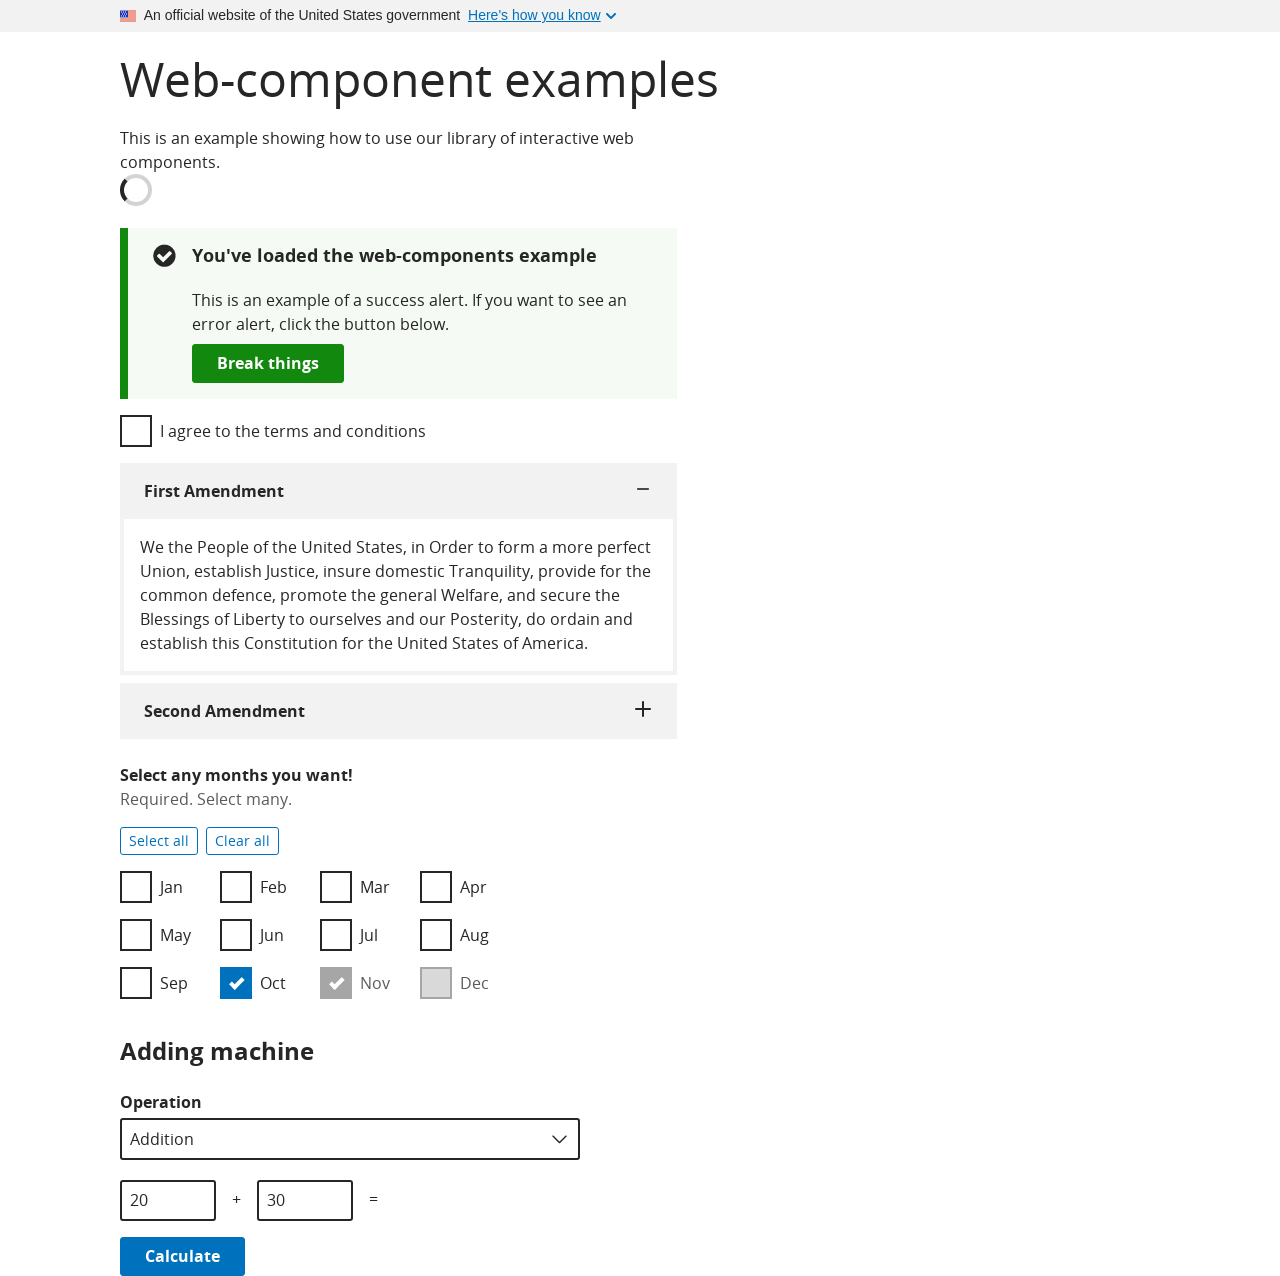 An official website of the United States government Here's how you know
Web-component examples
This is an example showing how to use our library of interactive web
components.
You've loaded the web-components example
This is an example of a success alert. If you want to see an
error alert, click the button below.
Break things
I agree to the terms and conditions
First Amendment
We the People of the United States, in Order to form a more perfect
Union, establish Justice, insure domestic Tranquility, provide for the
common defence, promote the general Welfare, and secure the
Blessings of Liberty to ourselves and our Posterity, do ordain and
establish this Constitution for the United States of America.
Second Amendment
Select any months you want!
Required. Select many.
Select all Clear all
Jan Feb Mar Apr
May Jun Jul Aug
Sep Oct Nov Dec
Adding machine
Operation
Addition
20 + 30 =
Calculate